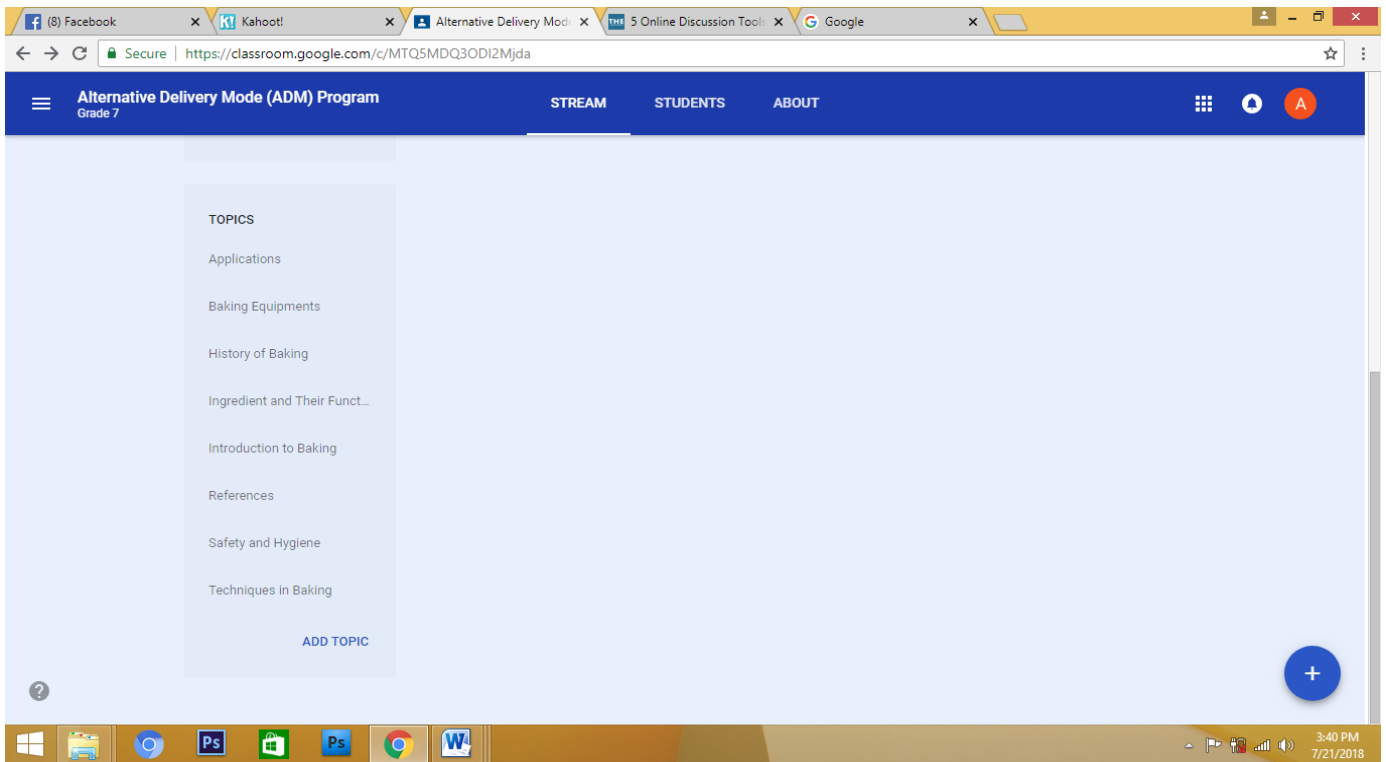 (8) Facebook
Kahoot!
Alternative Delivery Mod
5 Online Discussion Tool
Google
Secure
https://classroom.google.com/c/MTQ5MDQ3ODI2Mjda
Alternative Delivery Mode (ADM) Program
Grade 7
STREAM
STUDENTS
ABOUT
A
TOPICS
Applications
Baking Equipments
History of Baking
Ingredient and Their Funct...
Introduction to Baking
References
Safety and Hygiene
Techniques in Baking
ADD TOPIC
Ps
Ps
W
3:40 PM
7/21/2018